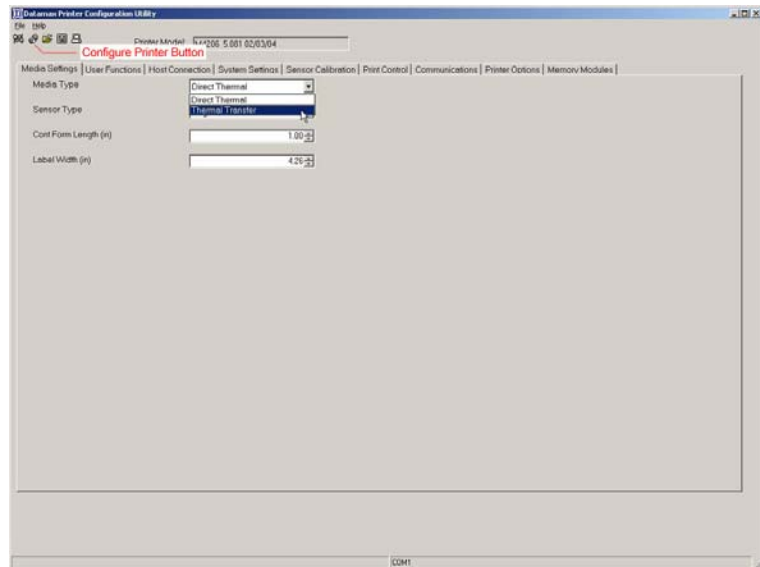 Datamax Printer Configuration Utility
File Help
Printer Model 5.081 02/03/04
Configure Printer Button
Media Settings User Functions Host Connection System Settings Sensor Calibration Print Control Communications Printer Options Memory Modules
Media Type Direct Thermal
Direct Thermal
Thermal Transfer
Sensor Type
Cont Form Length (in) 1.00
Label Width (in) 4.26
COM1